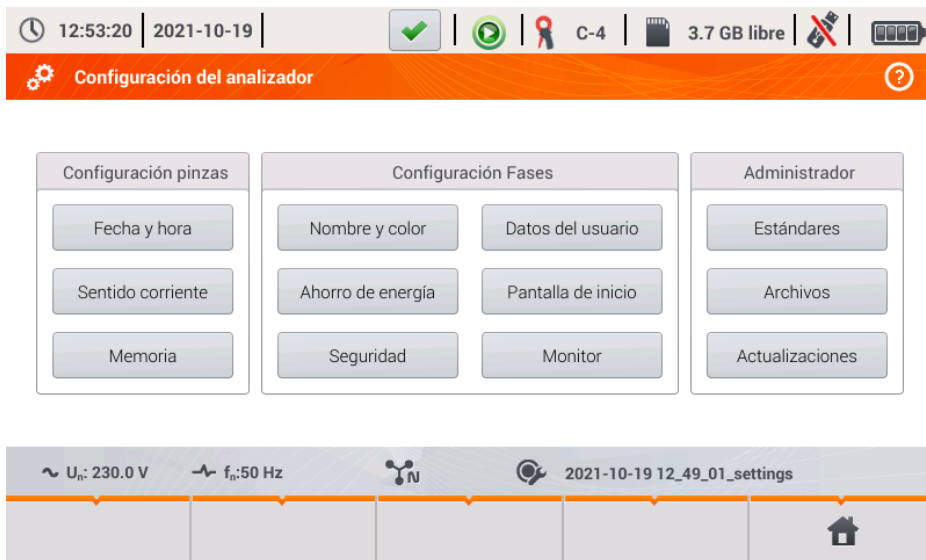 12:53:20 2021-10-19 C-4 3.7 GB libre
Configuración del analizador ?
Configuración pinzas
Fecha y hora
Sentido corriente
Memoria
Configuración Fases
Nombre y color Datos del usuario
Ahorro de energía Pantalla de inicio
Seguridad Monitor
Administrador
Estándares
Archivos
Actualizaciones
Un: 230.0 V fn:50 Hz N 2021-10-19 12_49_01_settings